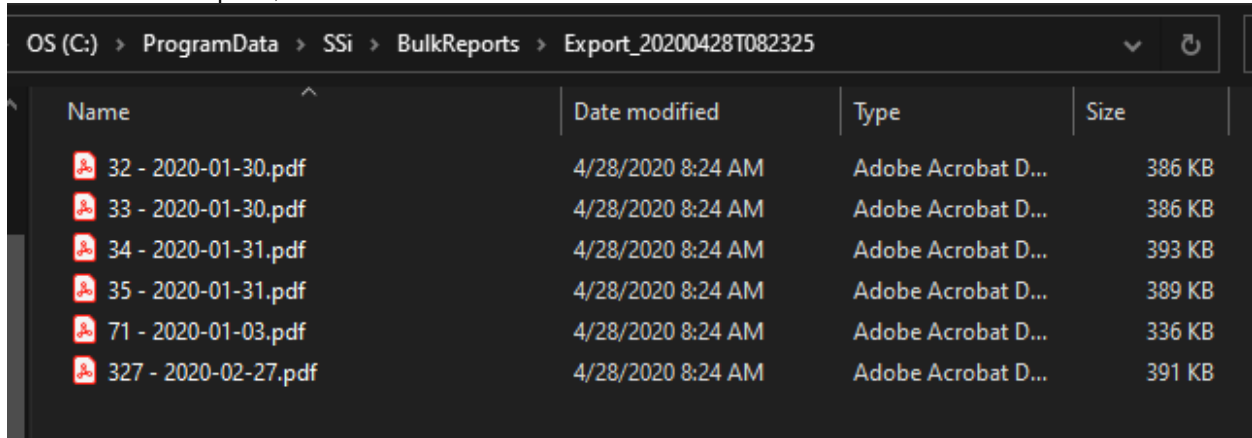 OS (C:) > ProgramData > SSi > BulkReports > Export_20200428T082325
Name Date modified Type Size
32 - 2020-01-30.pdf 4/28/2020 8:24 AM Adobe Acrobat D... 386 KB
33 - 2020-01-30.pdf 4/28/2020 8:24 AM Adobe Acrobat D... 386 KB
34 - 2020-01-31.pdf 4/28/2020 8:24 AM Adobe Acrobat D... 393 KB
35 - 2020-01-31.pdf 4/28/2020 8:24 AM Adobe Acrobat D... 389 KB
71 - 2020-01-03.pdf 4/28/2020 8:24 AM Adobe Acrobat D... 336 KB
327 - 2020-02-27.pdf 4/28/2020 8:24 AM Adobe Acrobat D... 391 KB